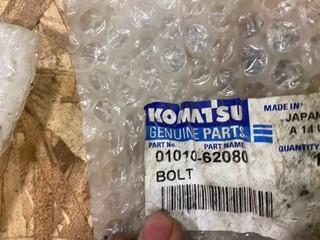 KOMATSU
GENUINE PARTS
MADE IN
JAPAN
A 14
PART No. PART NAME
QUANTITY
01010-62080
BOLT